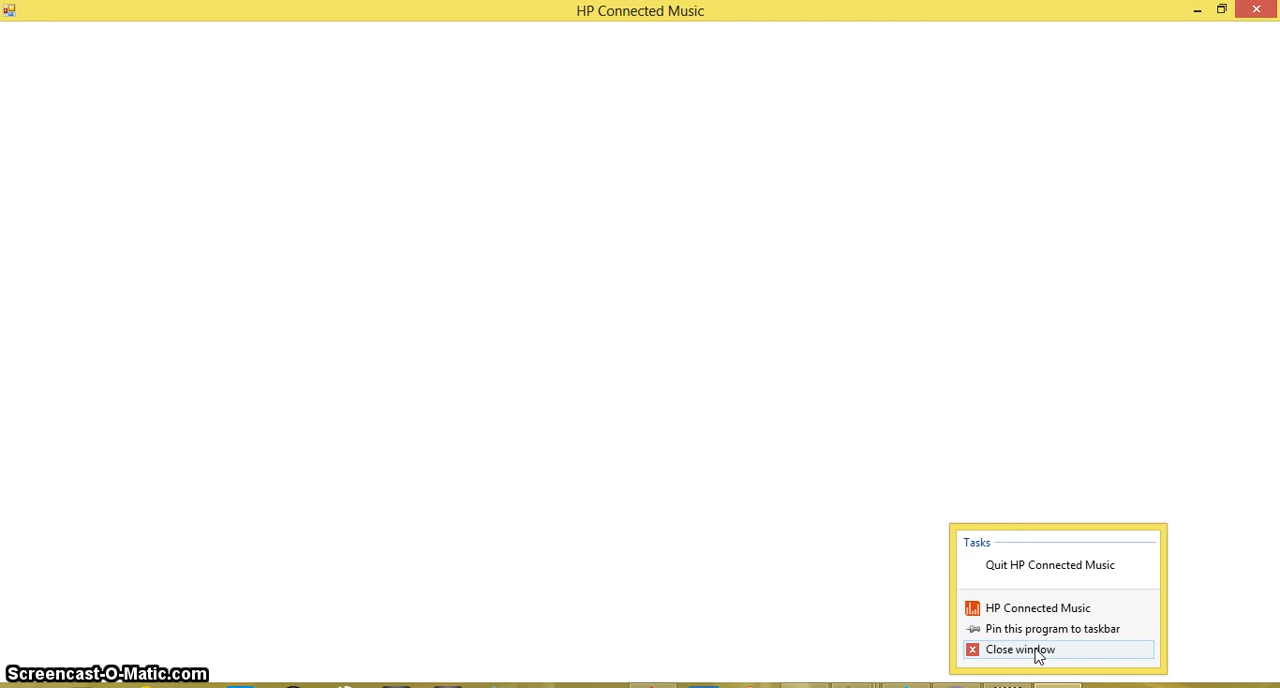 HP Connected Music
Tasks
Quit HP Connected Music
HP Connected Music
Pin this program to taskbar
Close window
Screencast-O-Matic.com